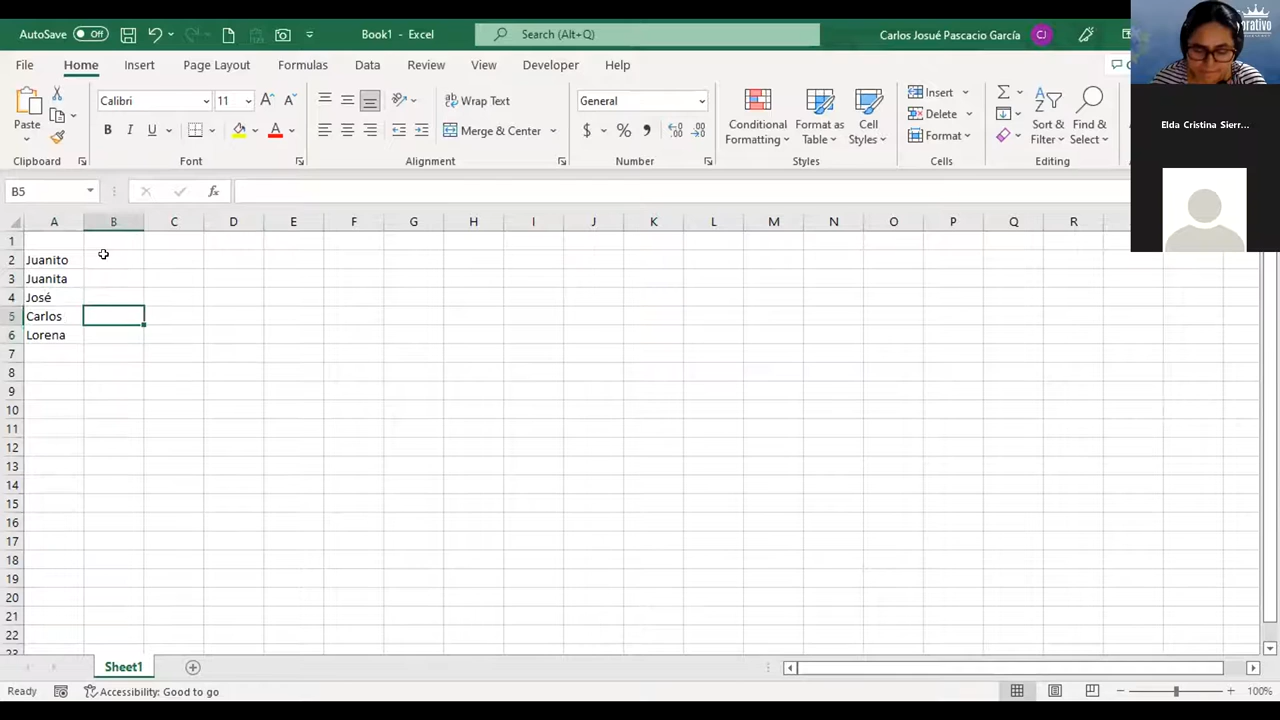 AutoSave Off Book1 - Excel Search (Alt+Q) Carlos Josué Pascacio García CJ
File Home Insert Page Layout Formulas Data Review View Developer Help
Calibri 11 Wrap Text General Insert
Paste Conditional Formatting Format as Table Cell Styles Delete Sort & Filter Find & Select
B I U Merge & Center $ % Format
Clipboard Font Alignment Number Styles Cells Editing
Elda Cristina Sierr...
B5 fx
A B C D E F G H I J K L M N O P Q R
1
2 Juanito
3 Juanita
4 José
5 Carlos
6 Lorena
7
8
9
10
11
12
13
14
15
16
17
18
19
20
21
22
23
Sheet1
Ready Accessibility: Good to go 100%